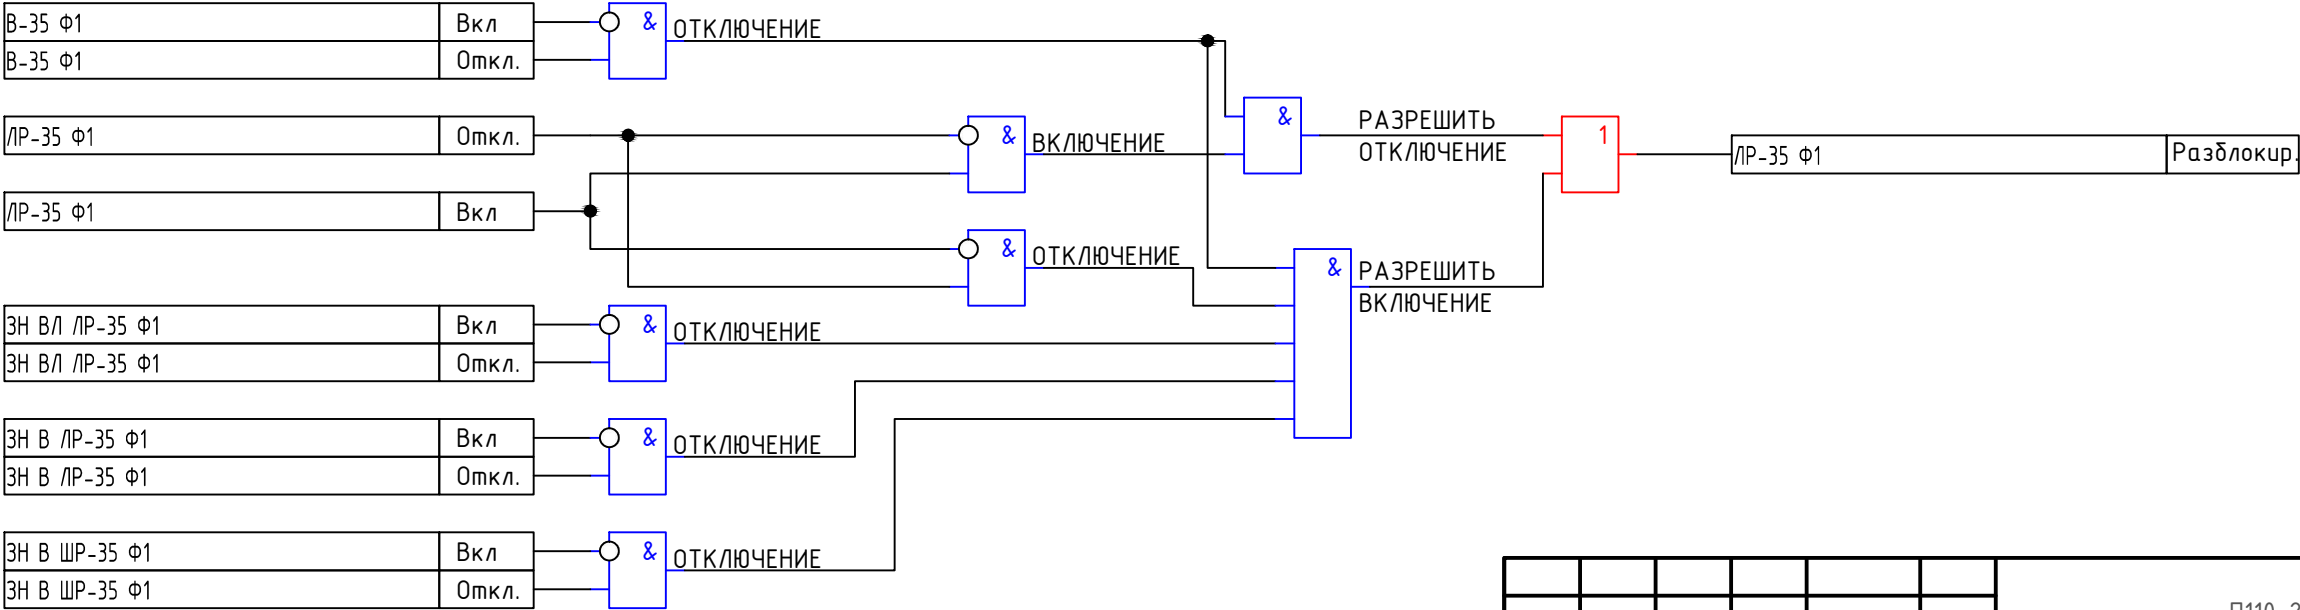 В-35 Ф1 Вкл & ОТКЛЮЧЕНИЕ
В-35 Ф1 Откл.
ЛР-35 Ф1 Откл. & ВКЛЮЧЕНИЕ & РАЗРЕШИТЬ 1
ОТКЛЮЧЕНИЕ
ЛР-35 Ф1 Разблокир.
ЛР-35 Ф1 Вкл
& ОТКЛЮЧЕНИЕ & РАЗРЕШИТЬ
ВКЛЮЧЕНИЕ
ЗН ВЛ ЛР-35 Ф1 Вкл & ОТКЛЮЧЕНИЕ
ЗН ВЛ ЛР-35 Ф1 Откл.
ЗН В ЛР-35 Ф1 Вкл & ОТКЛЮЧЕНИЕ
ЗН В ЛР-35 Ф1 Откл.
ЗН В ШР-35 Ф1 Вкл & ОТКЛЮЧЕНИЕ
ЗН В ШР-35 Ф1 Откл.